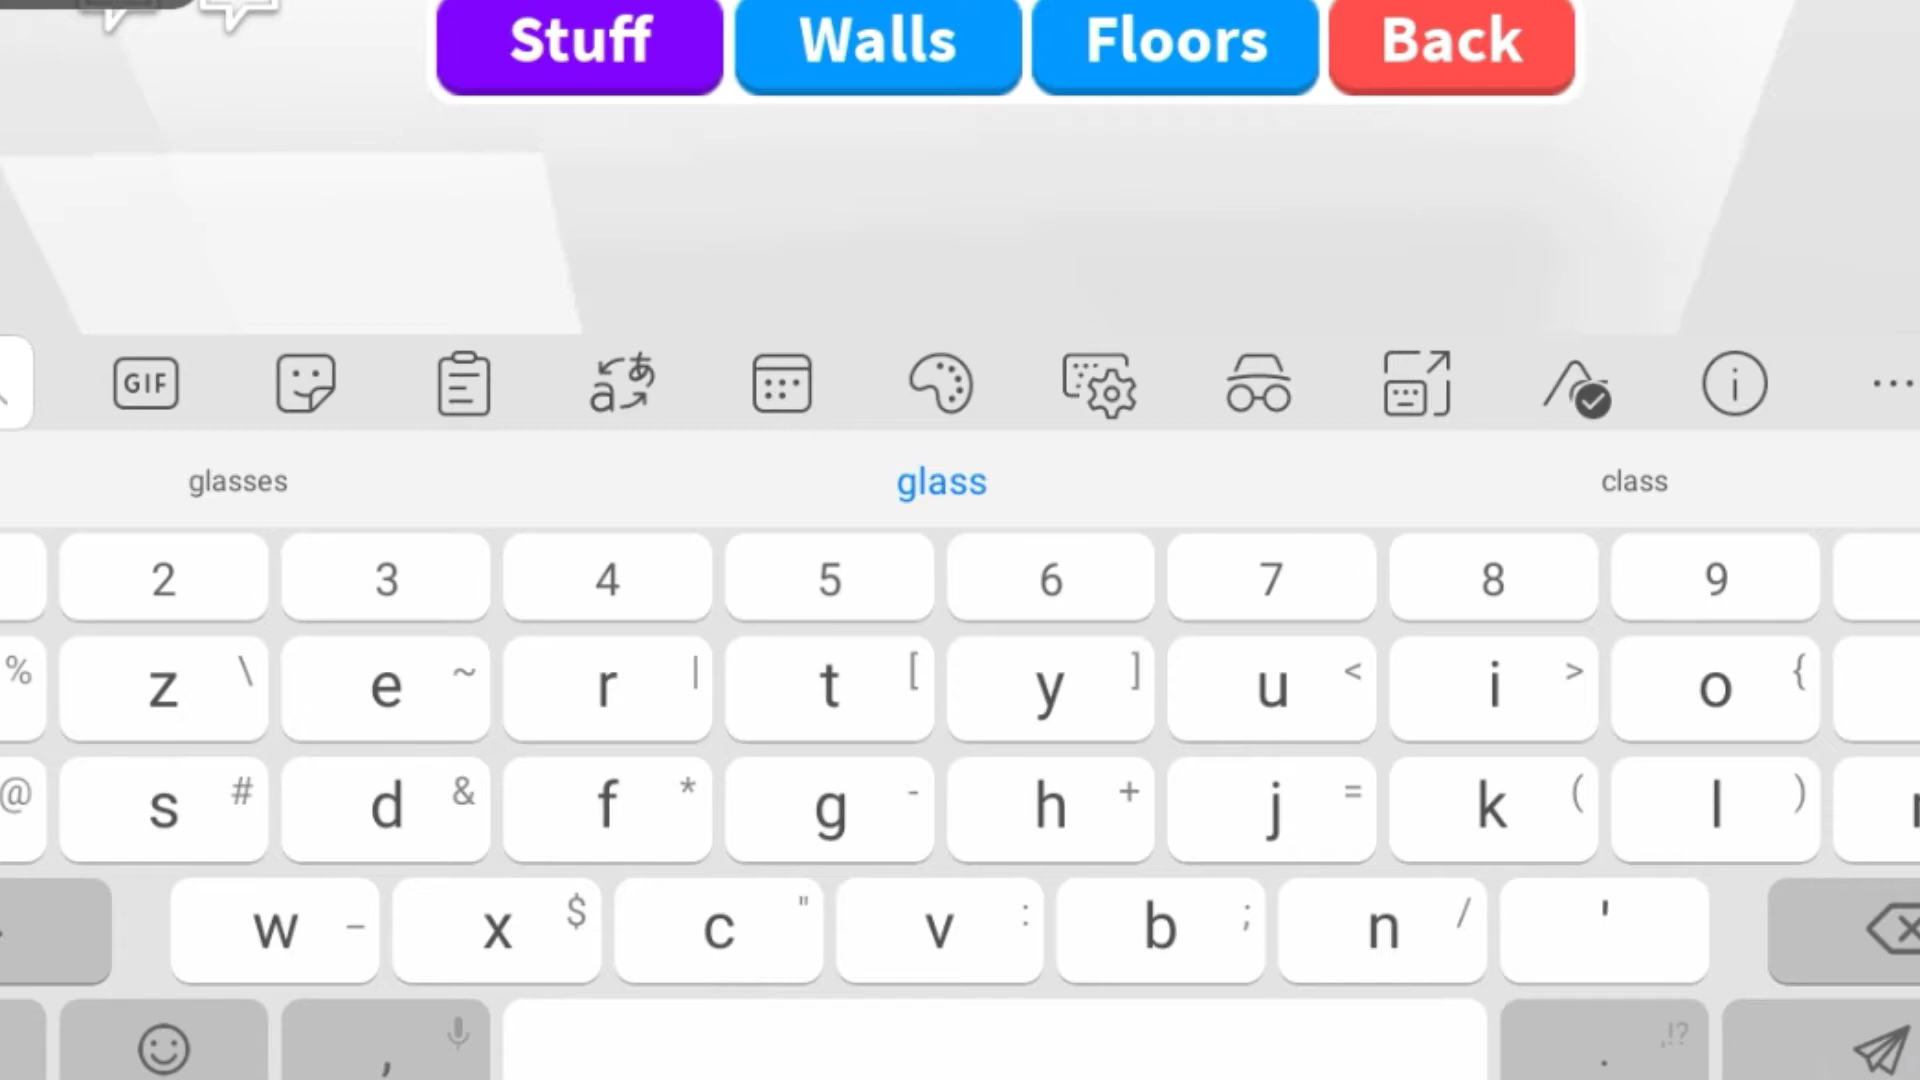 Stuff Walls Floors Back
GIF
glasses glass class
2 3 4 5 6 7 8 9
% z \ e ~ r | t [ y ] u < i > o {
@ s # d & f * g - h + j = k ( l )
w _ x $ c " v : b ; n / '
, . ,!?